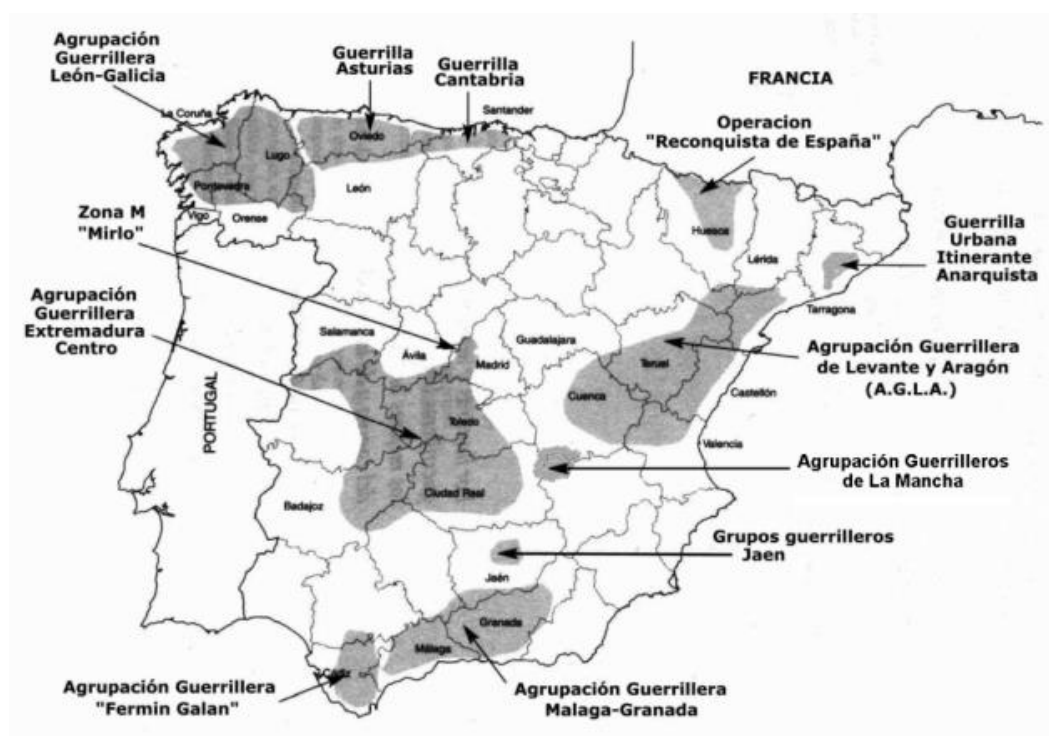 Agrupación
Guerrillera
León-Galicia
Guerrilla
Asturias
Guerrilla
Cantabria
FRANCIA
La Coruña
Santander
Oviedo
Lugo
Operacion
"Reconquista de España"
Pontevedra
León
Vigo
Orense
Huesca
Zona M
"Mirlo"
Guerrilla
Urbana
Itinerante
Anarquista
Lérida
Agrupación
Guerrillera
Extremadura
Centro
Tarragona
Salamanca
Ávila
Madrid
Guadalajara
Teruel
Agrupación Guerrillera
de Levante y Aragón
(A.G.L.A.)
Cuenca
Castellón
PORTUGAL
Toledo
Valencia
Agrupación Guerrilleros
de La Mancha
Ciudad Real
Badajoz
Grupos guerrilleros
Jaen
Jaén
Granada
Málaga
Cádiz
Agrupación Guerrillera
"Fermin Galan"
Agrupación Guerrillera
Malaga-Granada